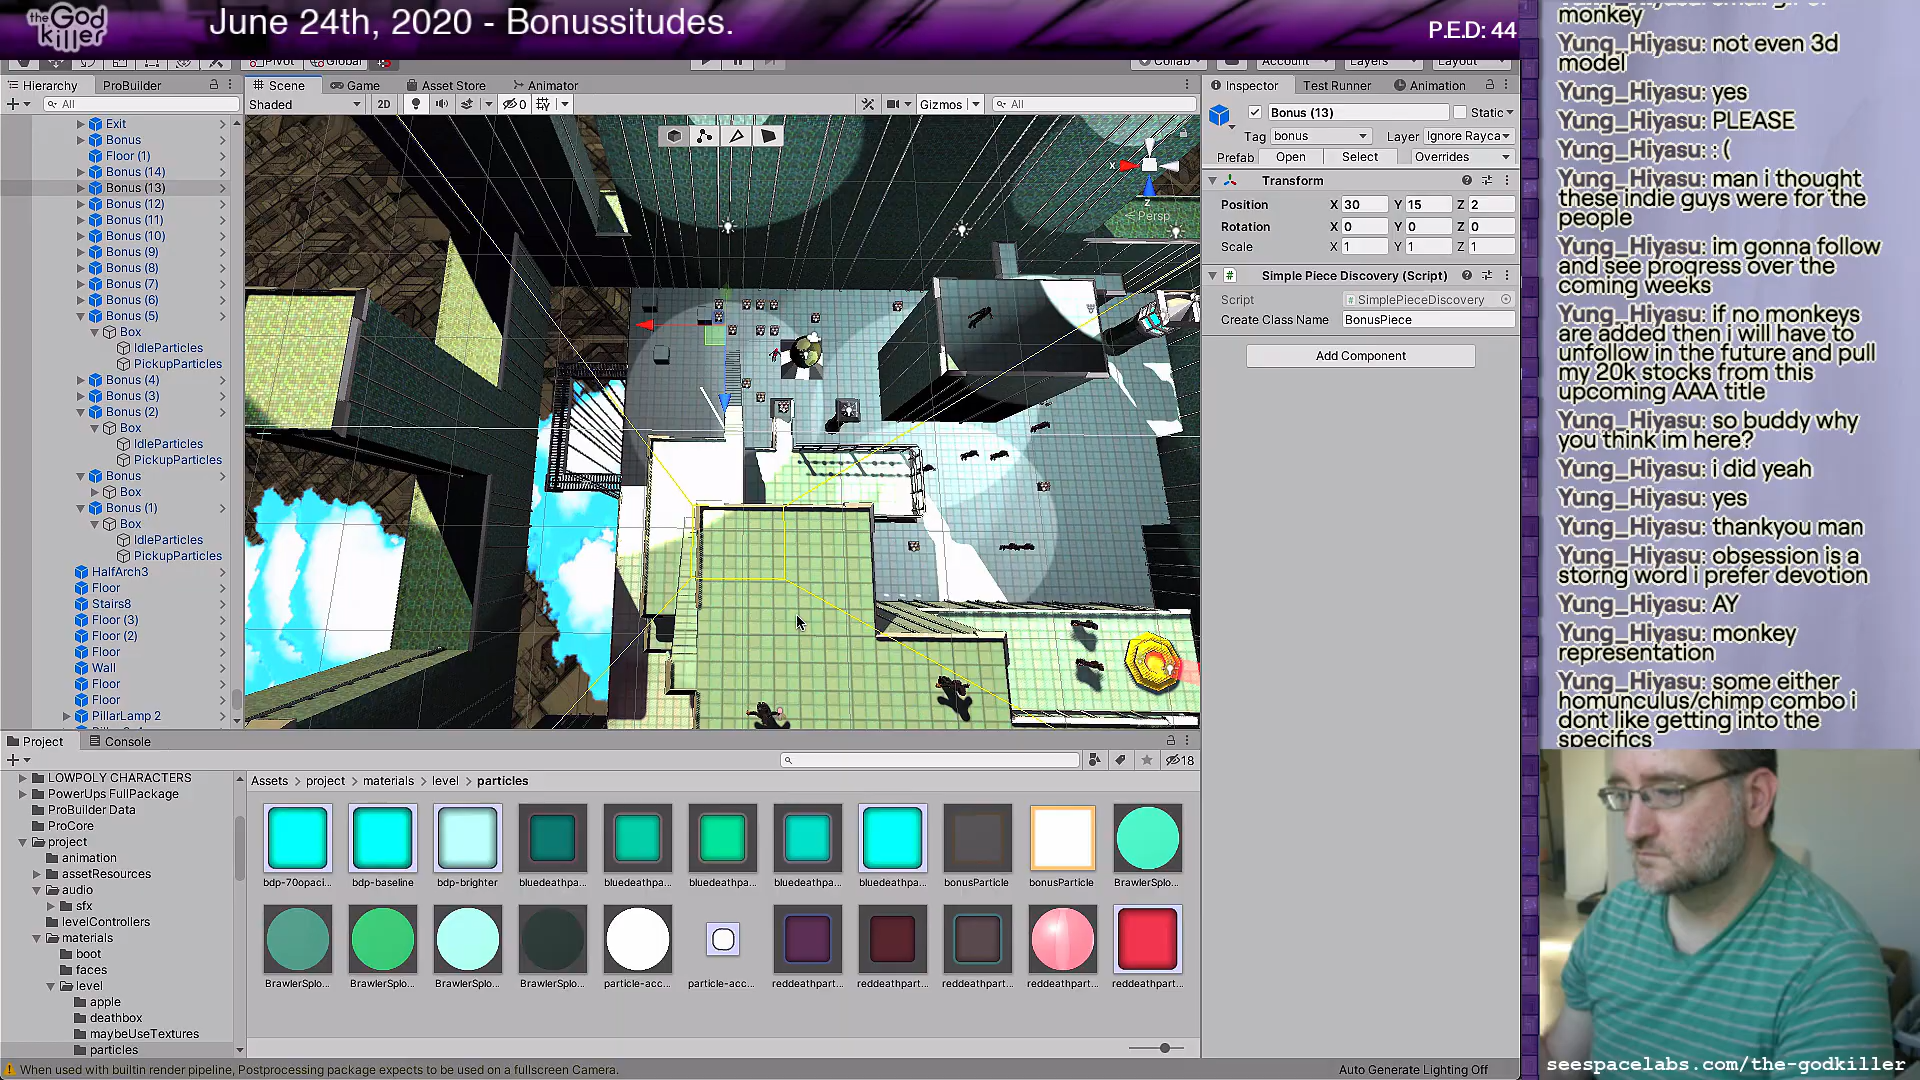 the God killer
June 24th, 2020 - Bonussitudes.
P.E.D: 44
Pivot Global
Collab Account Layers Layout
Hierarchy ProBuilder
Scene Game Asset Store Animator
Inspector Test Runner Animation
All
Shaded 2D 0 Gizmos All
Exit
Bonus
Floor (1)
Bonus (14)
Bonus (13)
Bonus (12)
Bonus (11)
Bonus (10)
Bonus (9)
Bonus (8)
Bonus (7)
Bonus (6)
Bonus (5)
Box
IdleParticles
PickupParticles
Bonus (4)
Bonus (3)
Bonus (2)
Box
IdleParticles
PickupParticles
Bonus
Box
Bonus (1)
Box
IdleParticles
PickupParticles
HalfArch3
Floor
Stairs8
Floor (3)
Floor (2)
Floor
Wall
Floor
Floor
PillarLamp 2
x
z
Persp
Bonus (13) Static
Tag bonus Layer Ignore Rayca
Prefab Open Select Overrides
Transform
Position X 30 Y 15 Z 2
Rotation X 0 Y 0 Z 0
Scale X 1 Y 1 Z 1
Simple Piece Discovery (Script)
Script SimplePieceDiscovery
Create Class Name BonusPiece
Add Component
Project Console
18
LOWPOLY CHARACTERS
PowerUps FullPackage
ProBuilder Data
ProCore
project
animation
assetResources
audio
sfx
levelControllers
materials
boot
faces
level
apple
deathbox
maybeUseTextures
particles
Assets project materials level particles
bdp-70opaci... bdp-baseline bdp-brighter bluedeathpa... bluedeathpa... bluedeathpa... bluedeathpa... bluedeathpa... bonusParticle bonusParticle BrawlerSplo...
BrawlerSplo... BrawlerSplo... BrawlerSplo... BrawlerSplo... particle-acc... particle-acc... reddeathpart... reddeathpart... reddeathpart... reddeathpart... reddeathpart...
When used with builtin render pipeline, Postprocessing package expects to be used on a fullscreen Camera.
Auto Generate Lighting Off
monkey
Yung_Hiyasu: not even 3d
model
Yung_Hiyasu: yes
Yung_Hiyasu: PLEASE
Yung_Hiyasu: : (
Yung_Hiyasu: man i thought
these indie guys were for the
people
Yung_Hiyasu: im gonna follow
and see progress over the
coming weeks
Yung_Hiyasu: if no monkeys
are added then i will have to
unfollow in the future and pull
my 20k stocks from this
upcoming AAA title
Yung_Hiyasu: so buddy why
you think im here?
Yung_Hiyasu: i did yeah
Yung_Hiyasu: yes
Yung_Hiyasu: thankyou man
Yung_Hiyasu: obsession is a
storng word i prefer devotion
Yung_Hiyasu: AY
Yung_Hiyasu: monkey
representation
Yung_Hiyasu: some either
homunculus/chimp combo i
dont like getting into the
specifics
seespacelabs.com/the-godkiller